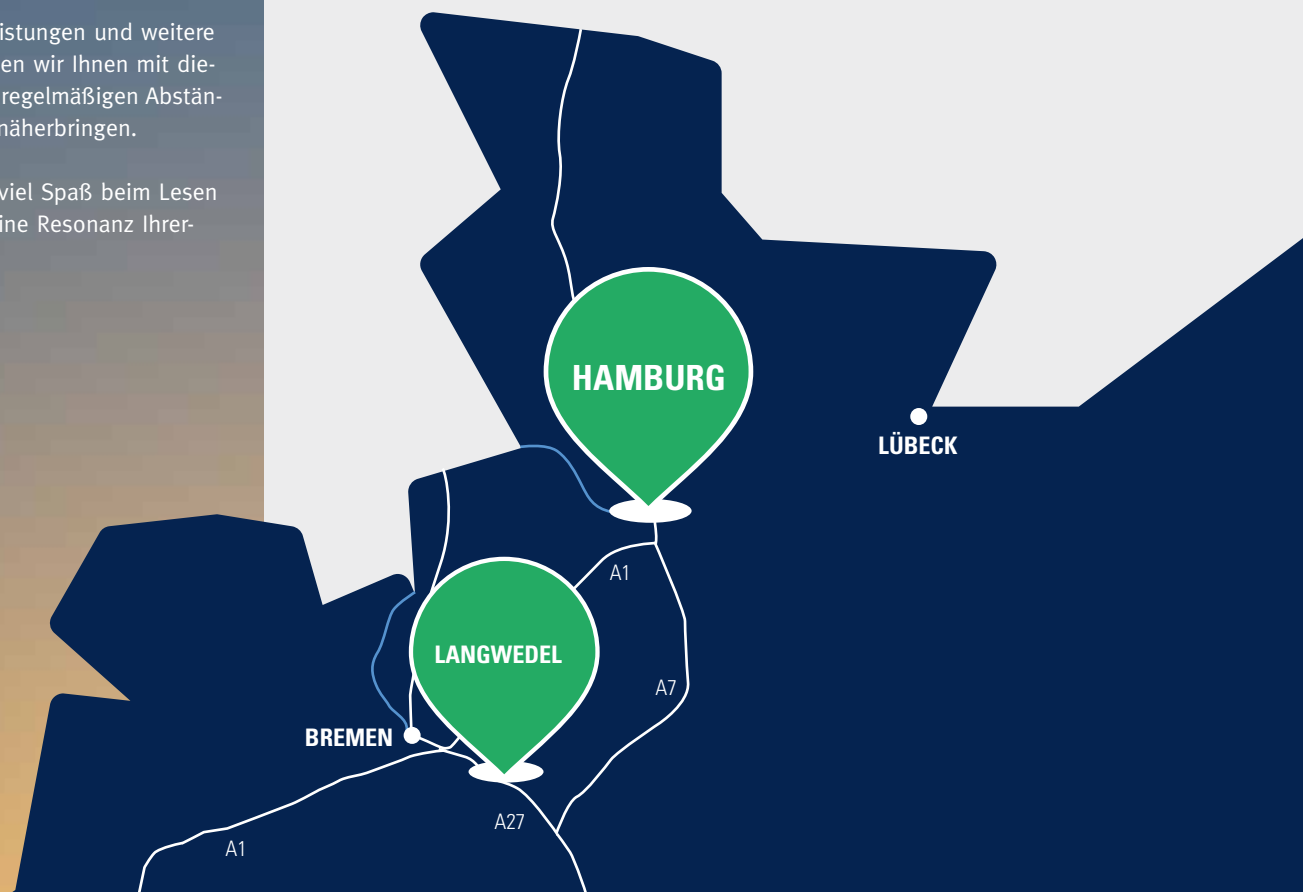 istungen und weitere
en wir Ihnen mit die-
regelmäßigen Abstän-
näherbringen.
viel Spaß beim Lesen
ine Resonanz Ihrer-
HAMBURG
LÜBECK
A1
LANGWEDEL
A7
BREMEN
A27
A1